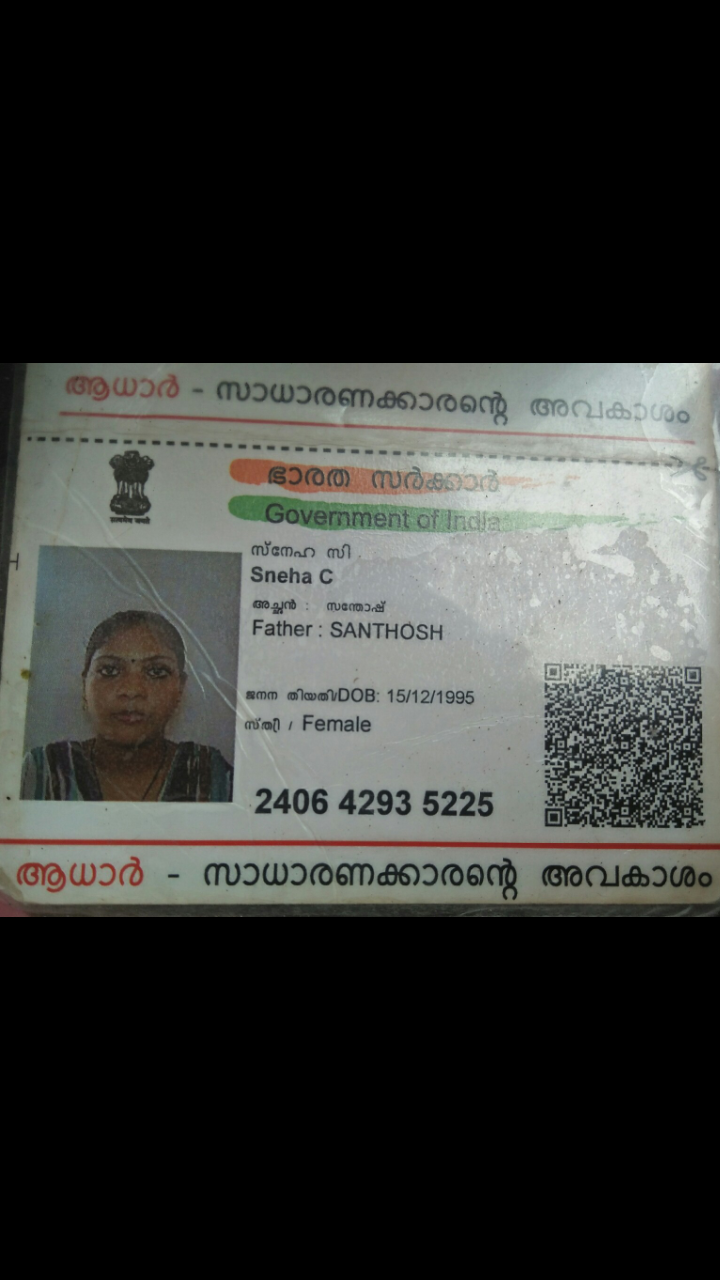 ആധാർ - സാധാരണക്കാരന്റെ അവകാശം
ഭാരത സർക്കാർ
Government of India
സ്നേഹ സി
Sneha C
അച്ഛൻ : സന്തോഷ്
Father : SANTHOSH
ജനന തിയതി/DOB: 15/12/1995
സ്ത്രീ / Female
2406 4293 5225
ആധാർ - സാധാരണക്കാരന്റെ അവകാശം